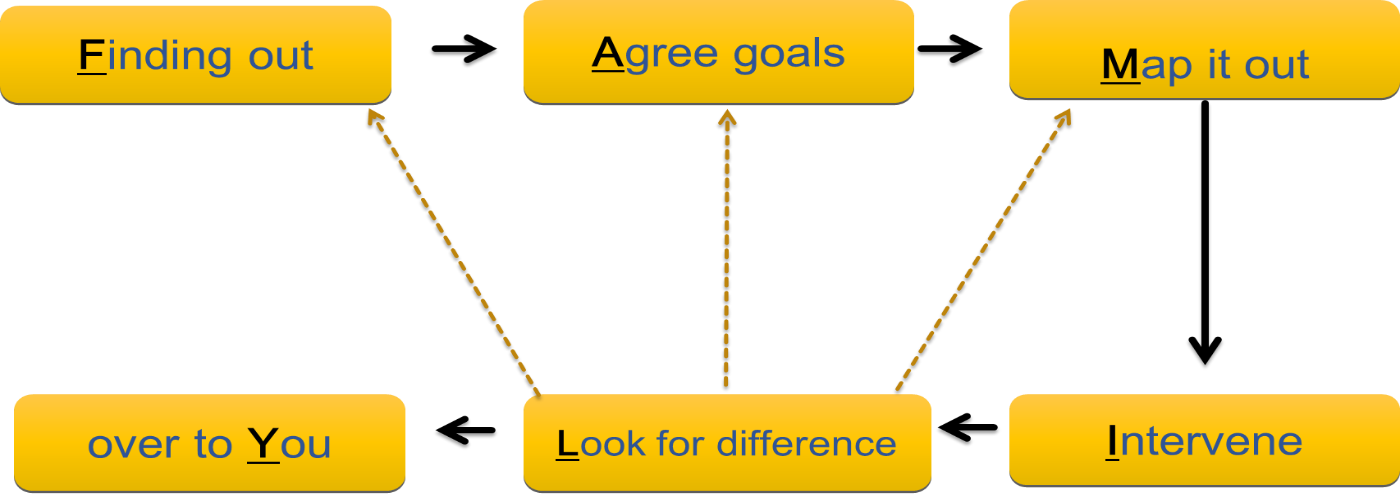 Finding out
Agree goals
Map it out
over to You
Look for difference
Intervene